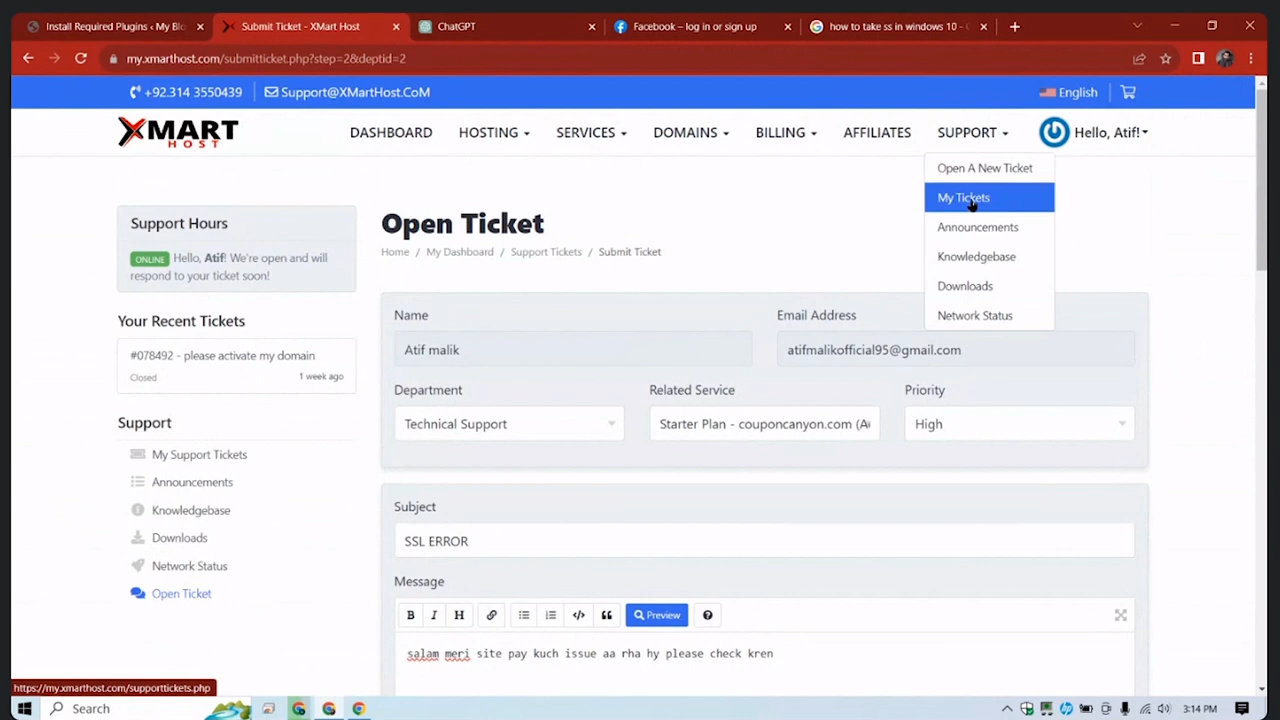 Install Required Plugins ‹ My Blo
Submit Ticket - XMart Host
ChatGPT
Facebook – log in or sign up
how to take ss in windows 10 -
my.xmarthost.com/submitticket.php?step=2&deptid=2
+92.314 3550439
Support@XMartHost.CoM
English
XMART
HOST
DASHBOARD
HOSTING
SERVICES
DOMAINS
BILLING
AFFILIATES
SUPPORT
Hello, Atif!
Open A New Ticket
My Tickets
Announcements
Knowledgebase
Downloads
Network Status
Support Hours
ONLINE Hello, Atif! We're open and will
respond to your ticket soon!
Your Recent Tickets
#078492 - please activate my domain
Closed
1 week ago
Support
My Support Tickets
Announcements
Knowledgebase
Downloads
Network Status
Open Ticket
Open Ticket
Home / My Dashboard / Support Tickets / Submit Ticket
Name
Email Address
Atif malik
atifmalikofficial95@gmail.com
Department
Related Service
Priority
Technical Support
Starter Plan - couponcanyon.com
High
Subject
SSL ERROR
Message
B I H
Preview
salam meri site pay kuch issue aa rha hy please check kren
https://my.xmarthost.com/supporttickets.php
Search
3:14 PM